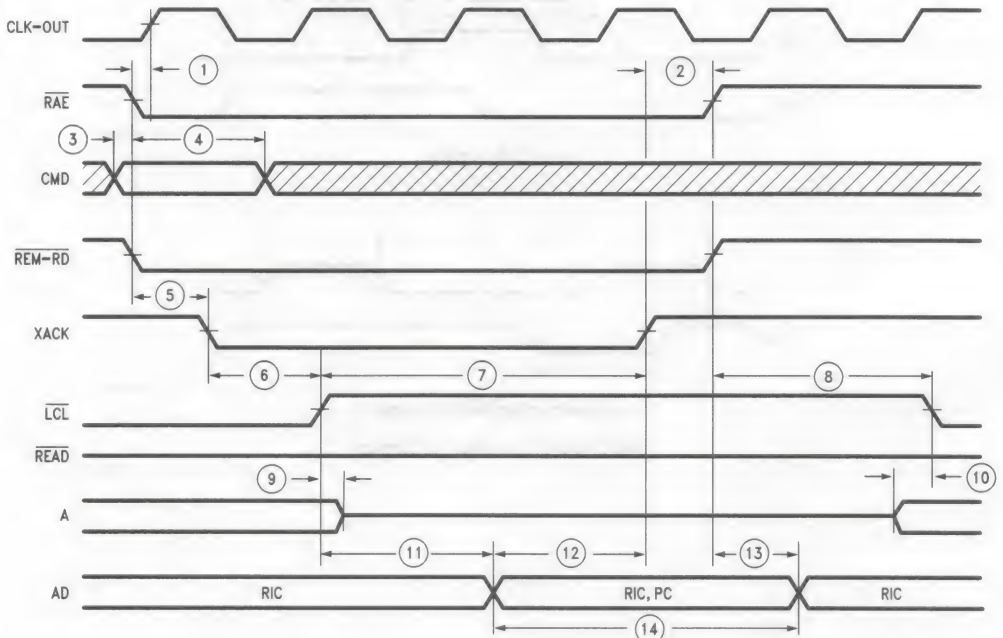 CLK-OUT
1
2
RAE
3
4
CMD
REM-RD
5
XACK
6
7
8
LCL
READ
9
10
A
11
12
13
AD
RIC
RIC, PC
RIC
14